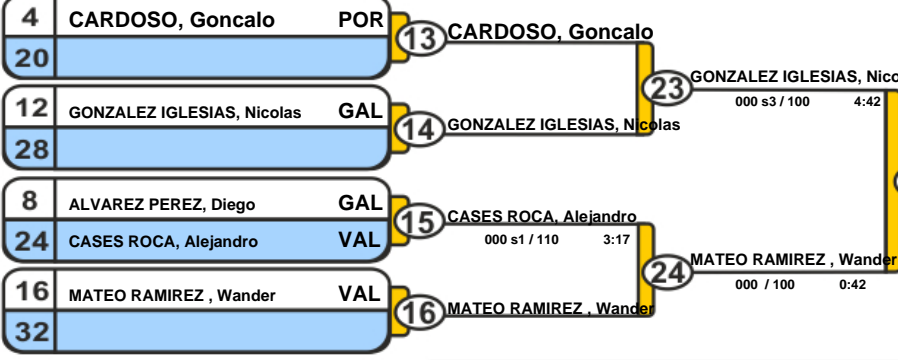 4 CARDOSO, Goncalo POR
20
13 CARDOSO, Goncalo
12 GONZALEZ IGLESIAS, Nicolas GAL
28
14 GONZALEZ IGLESIAS, Nicolas
23 GONZALEZ IGLESIAS, Nico
000 s3 / 100 4:42
8 ALVAREZ PEREZ, Diego GAL
24 CASES ROCA, Alejandro VAL
15 CASES ROCA, Alejandro
000 s1 / 110 3:17
16 MATEO RAMIREZ , Wander VAL
32
16 MATEO RAMIREZ , Wander
24 MATEO RAMIREZ , Wander
000 / 100 0:42